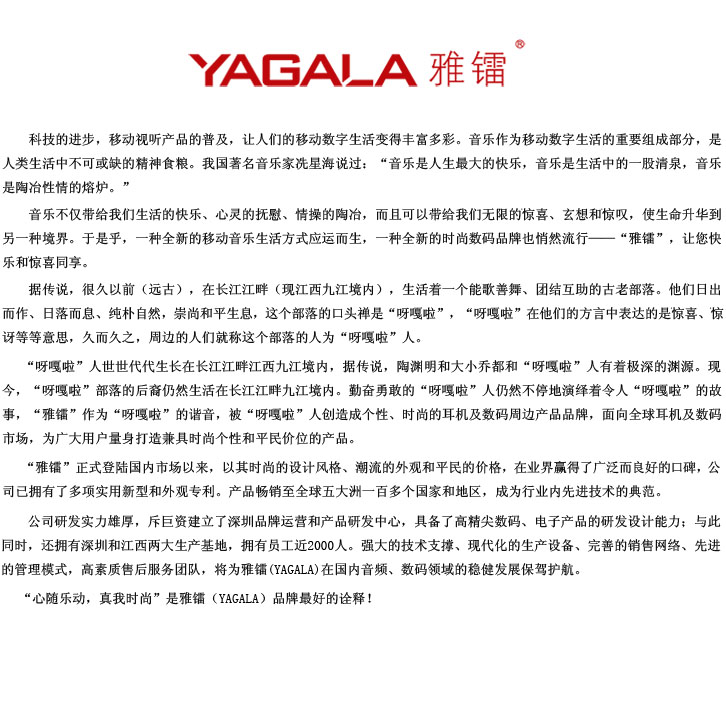 YAGALA 雅镭®
科技的进步，移动视听产品的普及，让人们的移动数字生活变得丰富多彩。音乐作为移动数字生活的重要组成部分，是
人类生活中不可或缺的精神食粮。我国著名音乐家冼星海说过：“音乐是人生最大的快乐，音乐是生活中的一股清泉，音乐
是陶冶性情的熔炉。”
音乐不仅带给我们生活的快乐、心灵的抚慰、情操的陶冶，而且可以带给我们无限的惊喜、玄想和惊叹，使生命升华到
另一种境界。于是乎，一种全新的移动音乐生活方式应运而生，一种全新的时尚数码品牌也悄然流行——“雅镭”，让您快
乐和惊喜同享。
据传说，很久以前（远古），在长江江畔（现江西九江境内），生活着一个能歌善舞、团结互助的古老部落。他们日出
而作、日落而息、纯朴自然，崇尚和平生息，这个部落的口头禅是“呀嘎啦”，“呀嘎啦”在他们的方言中表达的是惊喜、惊
讶等等意思，久而久之，周边的人们就称这个部落的人为“呀嘎啦”人。
“呀嘎啦”人世世代代生长在长江江畔江西九江境内，据传说，陶渊明和大小乔都和“呀嘎啦”人有着极深的渊源。现
今，“呀嘎啦”部落的后裔仍然生活在长江江畔九江境内。勤奋勇敢的“呀嘎啦”人仍然不停地演绎着令人“呀嘎啦”的故
事，“雅镭”作为“呀嘎啦”的谐音，被“呀嘎啦”人创造成个性、时尚的耳机及数码周边产品品牌，面向全球耳机及数码
市场，为广大用户量身打造兼具时尚个性和平民价位的产品。
“雅镭”正式登陆国内市场以来，以其时尚的设计风格、潮流的外观和平民的价格，在业界赢得了广泛而良好的口碑，公
司已拥有了多项实用新型和外观专利。产品畅销至全球五大洲一百多个国家和地区，成为行业内先进技术的典范。
公司研发实力雄厚，斥巨资建立了深圳品牌运营和产品研发中心，具备了高精尖数码、电子产品的研发设计能力；与此
同时，还拥有深圳和江西两大生产基地，拥有员工近2000人。强大的技术支撑、现代化的生产设备、完善的销售网络、先进
的管理模式，高素质售后服务团队，将为雅镭(YAGALA)在国内音频、数码领域的稳健发展保驾护航。
“心随乐动，真我时尚”是雅镭（YAGALA）品牌最好的诠释！